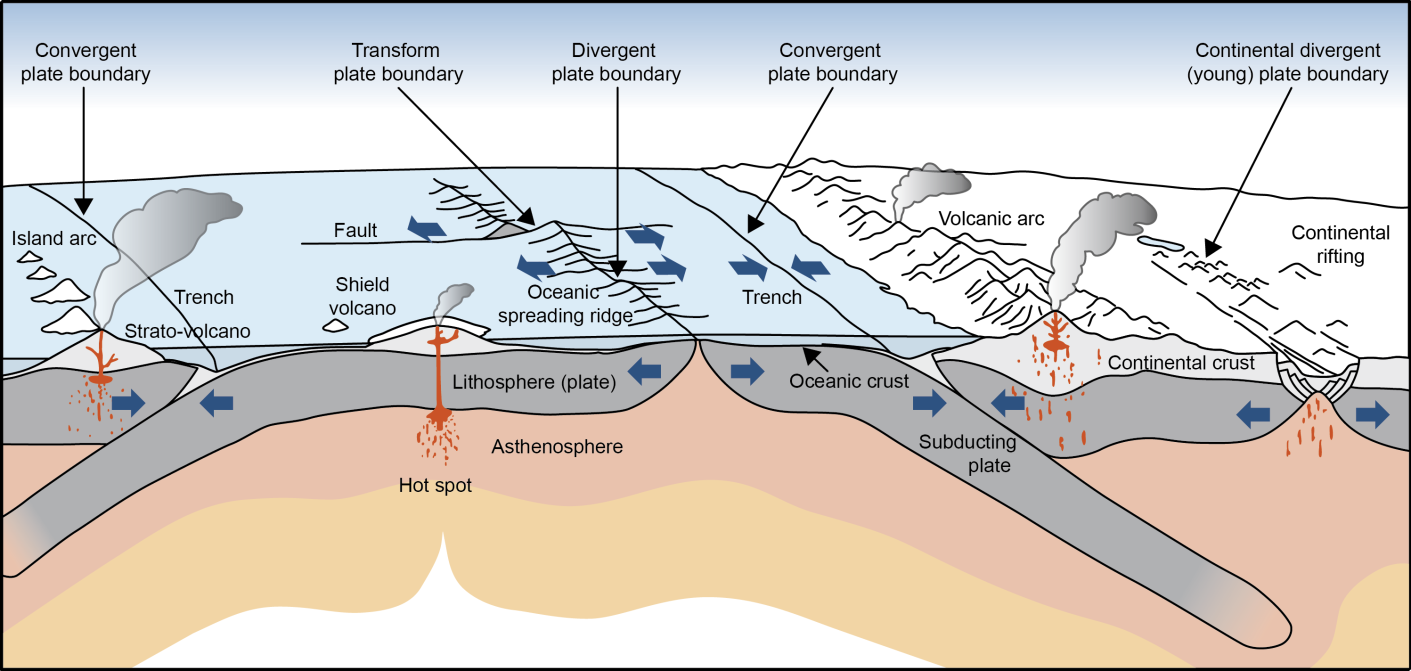 Convergent
plate boundary
Transform
plate boundary
Divergent
plate boundary
Convergent
plate boundary
Continental divergent
(young) plate boundary
Island arc
Fault
Volcanic arc
Continental
rifting
Trench
Shield
volcano
Oceanic
spreading ridge
Trench
Strato-volcano
Lithosphere (plate)
Oceanic crust
Continental crust
Asthenosphere
Subducting
plate
Hot spot